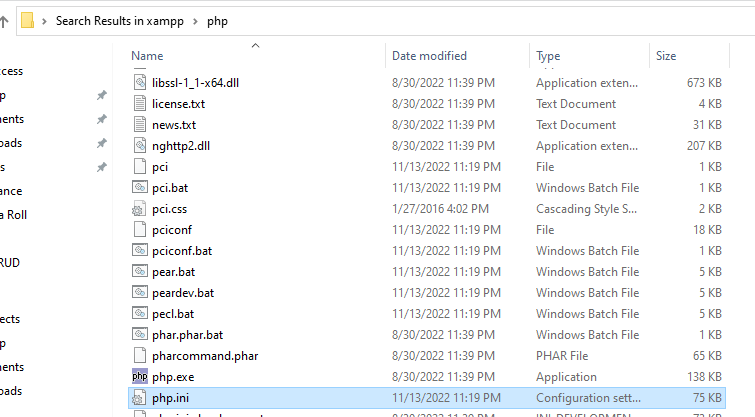 Search Results in xampp > php
Name Date modified Type Size
libssl-1_1-x64.dll 8/30/2022 11:39 PM Application exten... 673 KB
license.txt 8/30/2022 11:39 PM Text Document 4 KB
news.txt 8/30/2022 11:39 PM Text Document 31 KB
nghttp2.dll 8/30/2022 11:39 PM Application exten... 207 KB
pci 11/13/2022 11:19 PM File 1 KB
pci.bat 11/13/2022 11:19 PM Windows Batch File 1 KB
pci.css 1/27/2016 4:02 PM Cascading Style S... 2 KB
pciconf 11/13/2022 11:19 PM File 18 KB
pciconf.bat 11/13/2022 11:19 PM Windows Batch File 1 KB
pear.bat 11/13/2022 11:19 PM Windows Batch File 5 KB
peardev.bat 11/13/2022 11:19 PM Windows Batch File 5 KB
pecl.bat 11/13/2022 11:19 PM Windows Batch File 5 KB
phar.phar.bat 8/30/2022 11:39 PM Windows Batch File 1 KB
pharcommand.phar 8/30/2022 11:39 PM PHAR File 65 KB
php php.exe 8/30/2022 11:39 PM Application 138 KB
php.ini 11/13/2022 11:19 PM Configuration sett... 75 KB
cess
p
ments
oads
s
ance
a Roll
RUD
ects
p
ments
oads